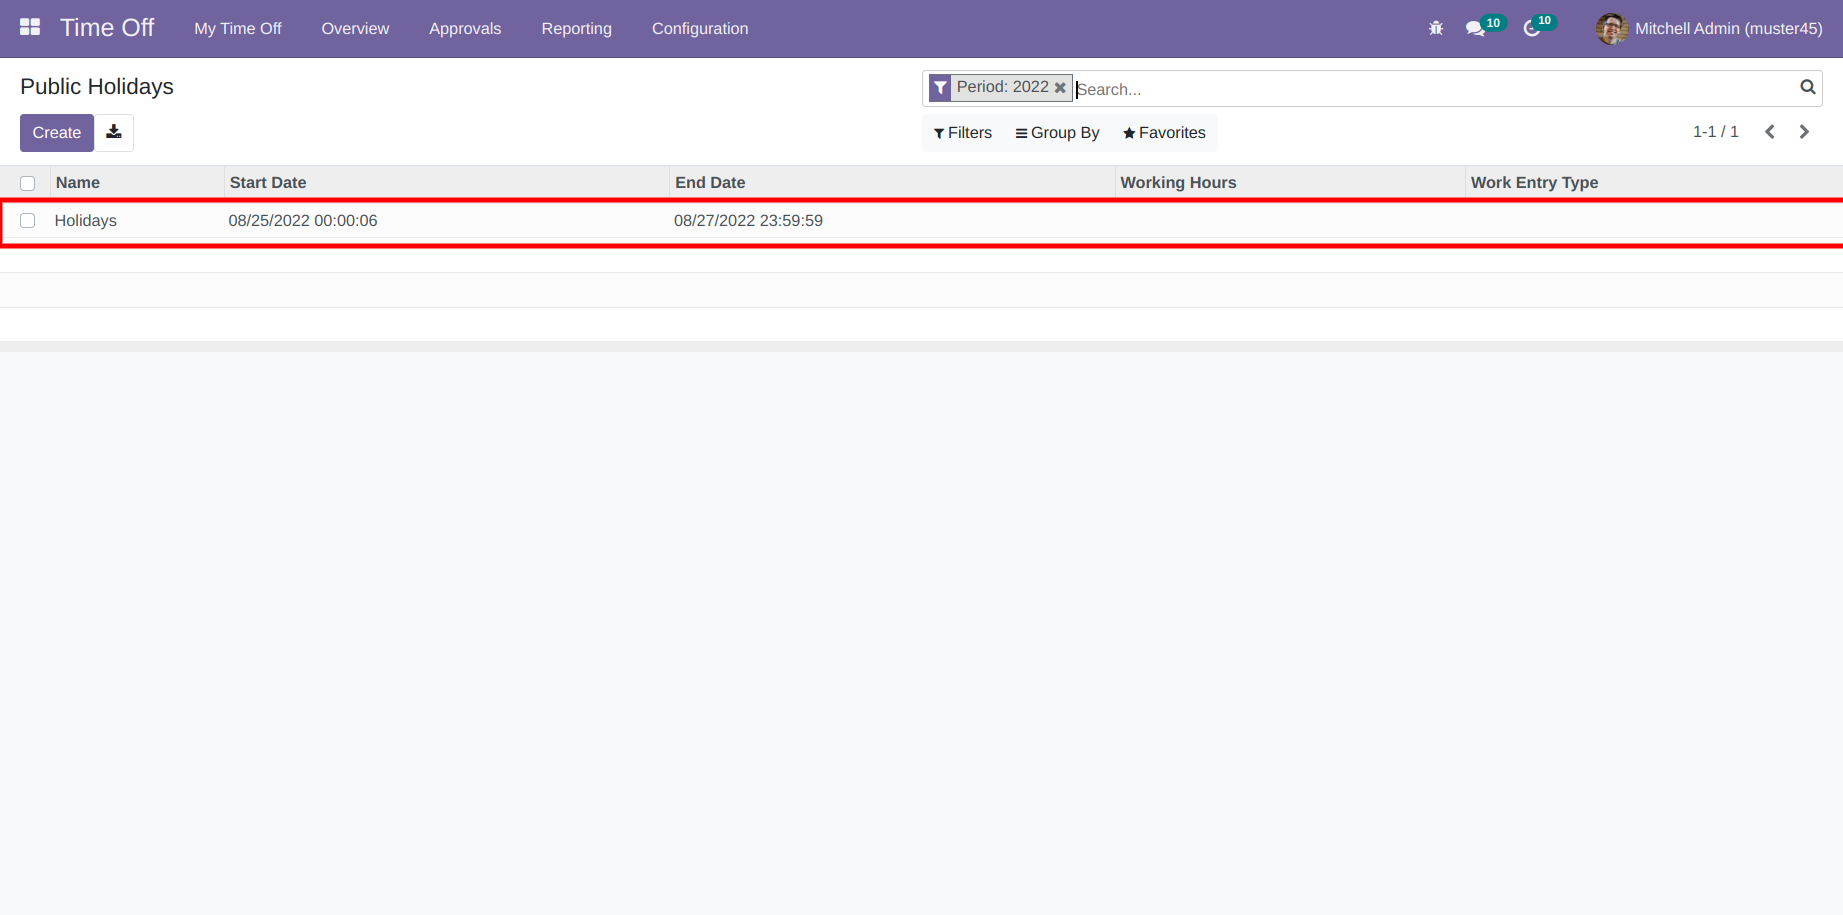 Time Off My Time Off Overview Approvals Reporting Configuration 10 10 Mitchell Admin (muster45)
Public Holidays Period: 2022 Search...
Create Filters Group By Favorites 1-1 / 1
Name Start Date End Date Working Hours Work Entry Type
Holidays 08/25/2022 00:00:06 08/27/2022 23:59:59